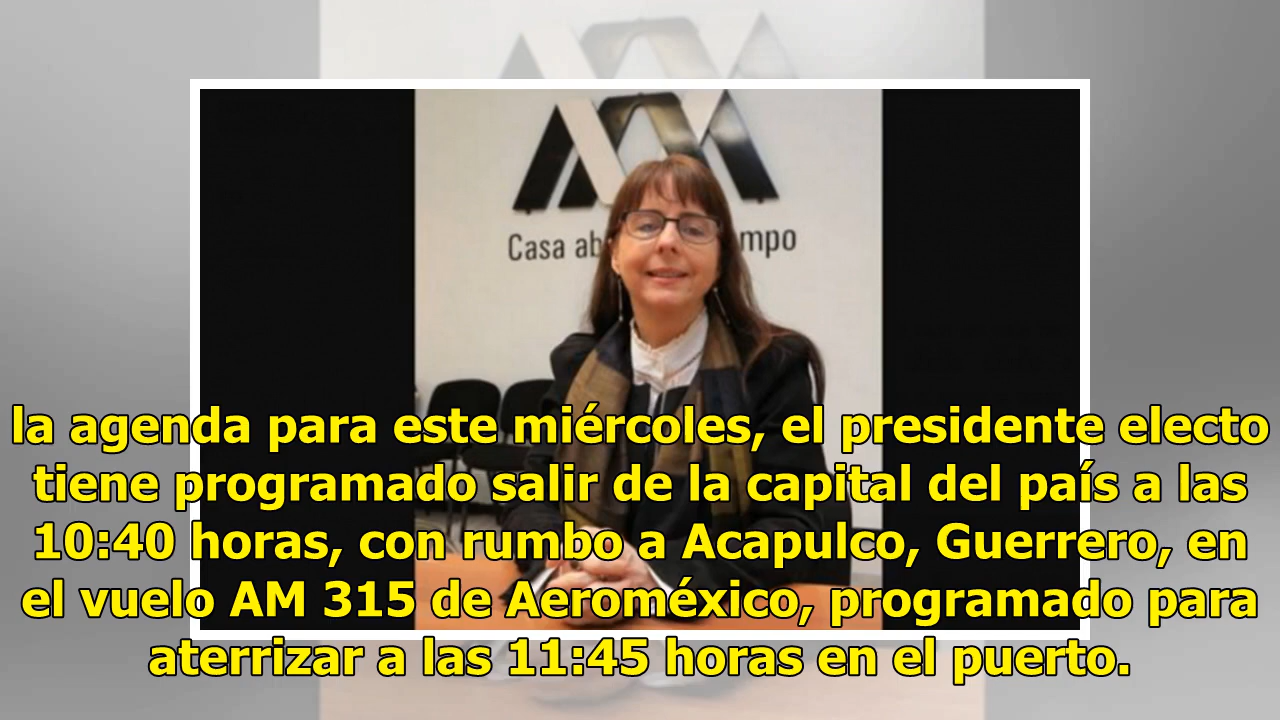 Casa ab mpo
la agenda para este miércoles, el presidente electo
tiene programado salir de la capital del país a las
10:40 horas, con rumbo a Acapulco, Guerrero, en
el vuelo AM 315 de Aeroméxico, programado para
aterrizar a las 11:45 horas en el puerto.